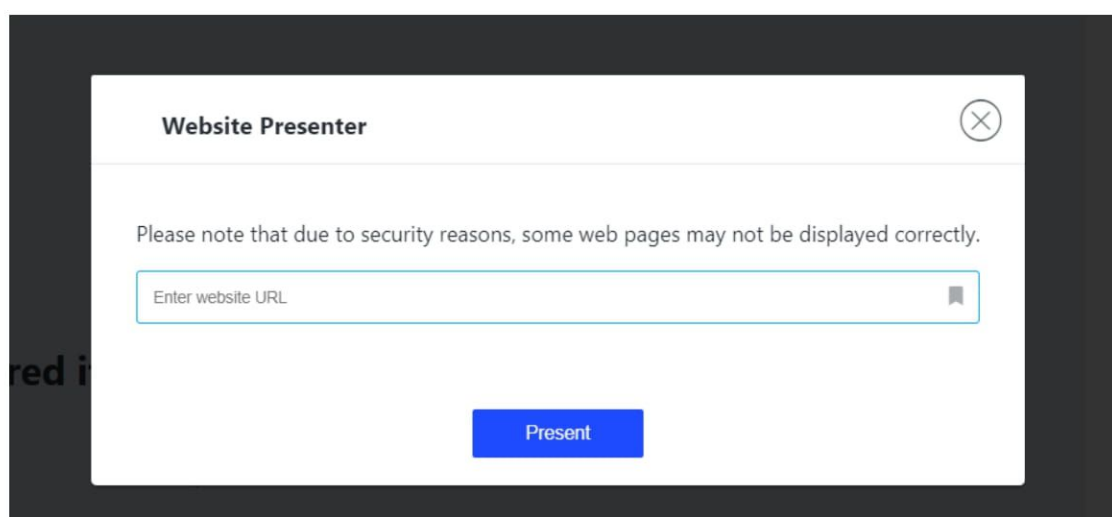 Website Presenter
Please note that due to security reasons, some web pages may not be displayed correctly.
Enter website URL
red i
Present